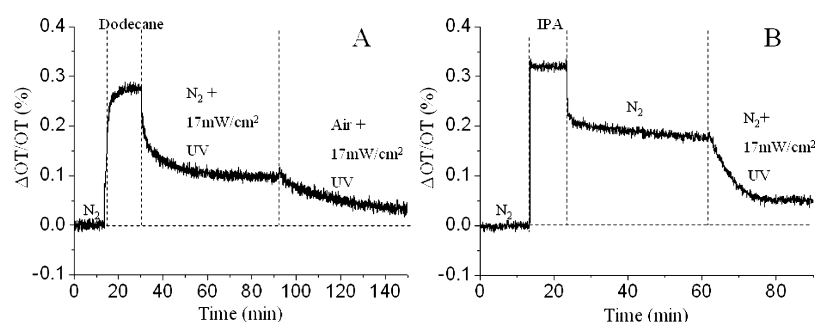 Dodecane
A
0.4
0.3
0.2
0.1
0.0
-0.1
ΔOT/OT (%)
N2
N2 +
17mW/cm2
UV
Air +
17mW/cm2
UV
0 20 40 60 80 100 120 140
Time (min)
IPA
B
0.4
0.3
0.2
0.1
0.0
-0.1
ΔOT/OT (%)
N2
N2
N2+
17mW/cm2
UV
0 20 40 60 80
Time (min)